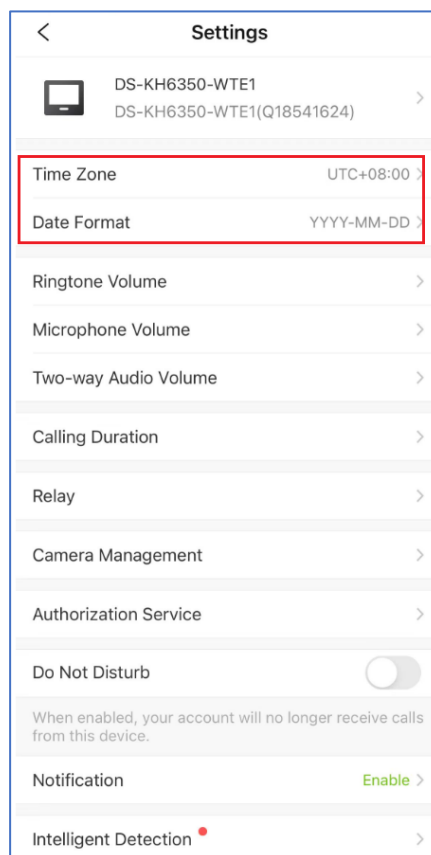 Settings
DS-KH6350-WTE1
DS-KH6350-WTE1(Q18541624)
Time Zone UTC+08:00
Date Format YYYY-MM-DD
Ringtone Volume
Microphone Volume
Two-way Audio Volume
Calling Duration
Relay
Camera Management
Authorization Service
Do Not Disturb
When enabled, your account will no longer receive calls
from this device.
Notification Enable
Intelligent Detection